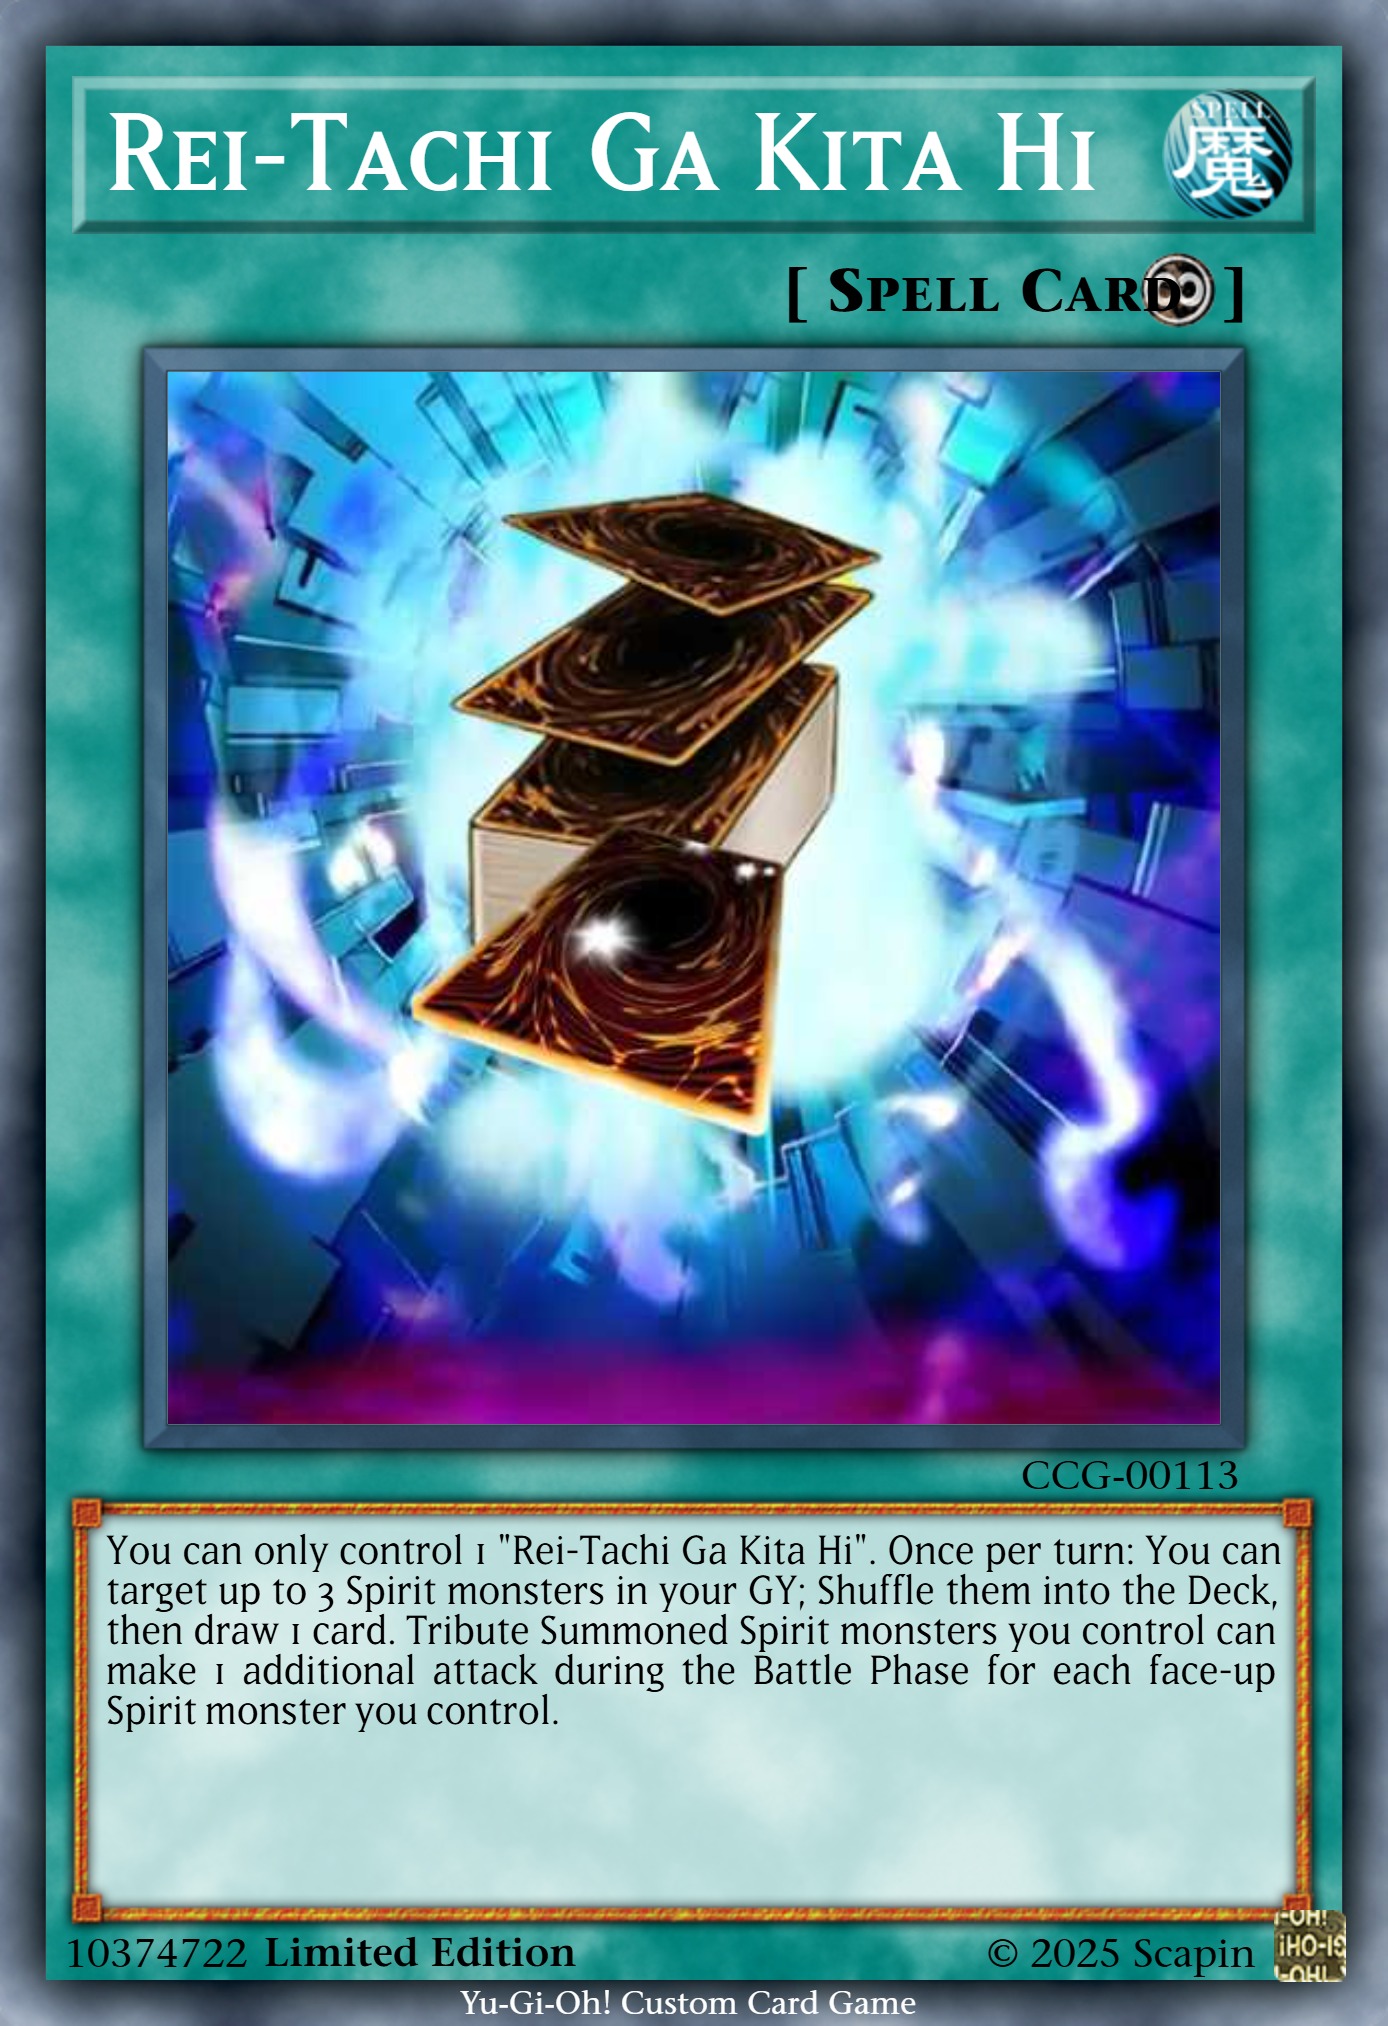 Rei-Tachi Ga Kita Hi
SPELL
魔
[ Spell Card ]
CCG-00113
You can only control 1 "Rei-Tachi Ga Kita Hi". Once per turn: You can
target up to 3 Spirit monsters in your GY; Shuffle them into the Deck,
then draw 1 card. Tribute Summoned Spirit monsters you control can
make 1 additional attack during the Battle Phase for each face-up
Spirit monster you control.
10374722 Limited Edition
© 2025 Scapin
Yu-Gi-Oh! Custom Card Game